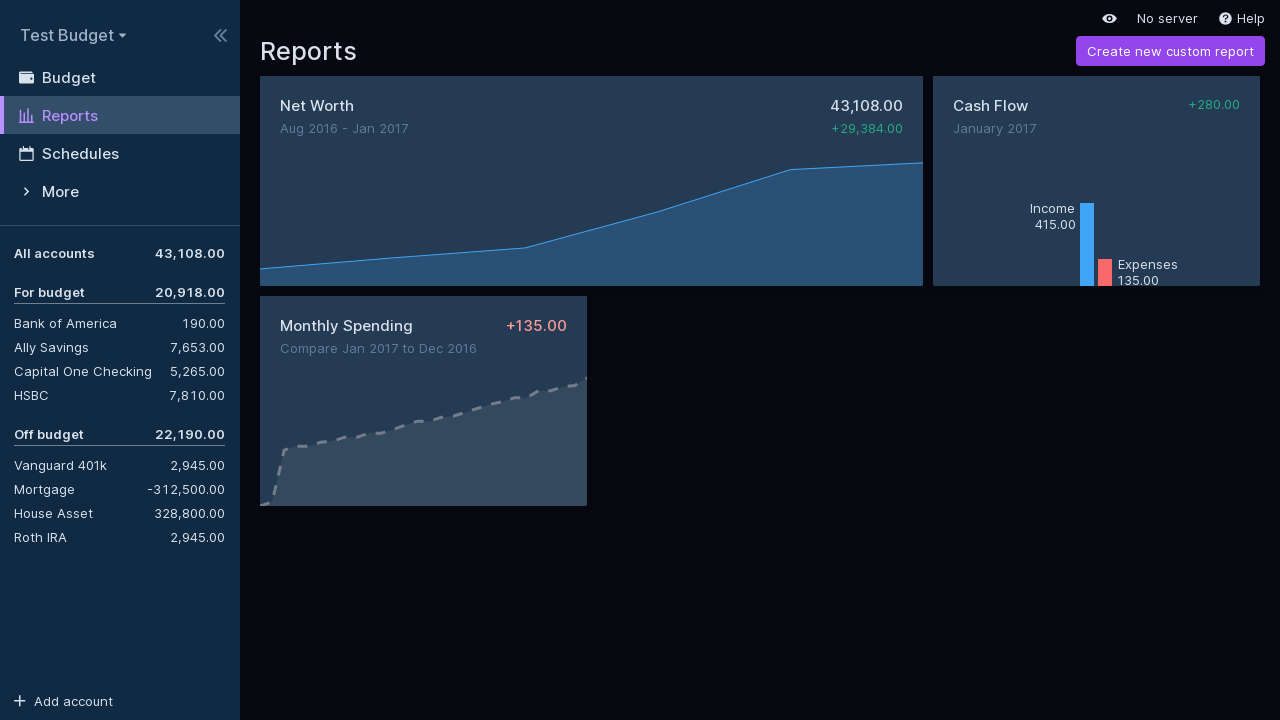 Test Budget
Budget
Reports
Schedules
More
All accounts 43,108.00
For budget 20,918.00
Bank of America 190.00
Ally Savings 7,653.00
Capital One Checking 5,265.00
HSBC 7,810.00
Off budget 22,190.00
Vanguard 401k 2,945.00
Mortgage -312,500.00
House Asset 328,800.00
Roth IRA 2,945.00
Add account
No server Help
Reports
Create new custom report
Net Worth 43,108.00
Aug 2016 - Jan 2017 +29,384.00
Cash Flow +280.00
January 2017
Income
415.00
Expenses
135.00
Monthly Spending +135.00
Compare Jan 2017 to Dec 2016